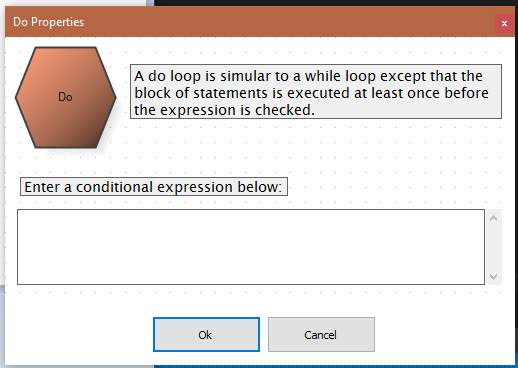 Do Properties
x
Do
A do loop is simular to a while loop except that the
block of statements is executed at least once before
the expression is checked.
Enter a conditional expression below:
Ok
Cancel